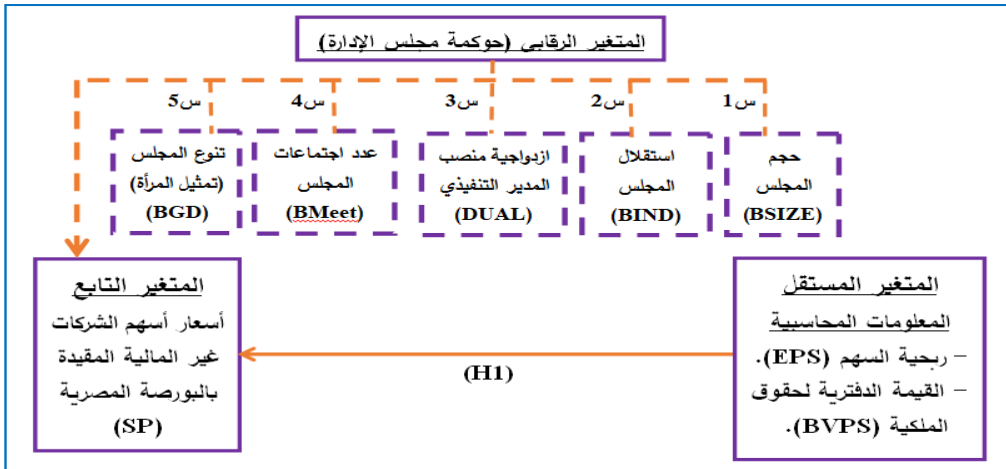 المتغير الرقابي (حوكمة مجلس الإدارة)
س1
س2
س3
س4
س5
حجم
المجلس
(BSIZE)
استقلال
المجلس
(BIND)
ازدواجية منصب
المدير التنفيذي
(DUAL)
عدد اجتماعات
المجلس
(BMeet)
تنوع المجلس
(تمثيل المرأة)
(BGD)
المتغير المستقل
المعلومات المحاسبية
– ربحية السهم (EPS).
– القيمة الدفترية لحقوق
الملكية (BVPS).
(H1)
المتغير التابع
أسعار أسهم الشركات
غير المالية المقيدة
بالبورصة المصرية
(SP)